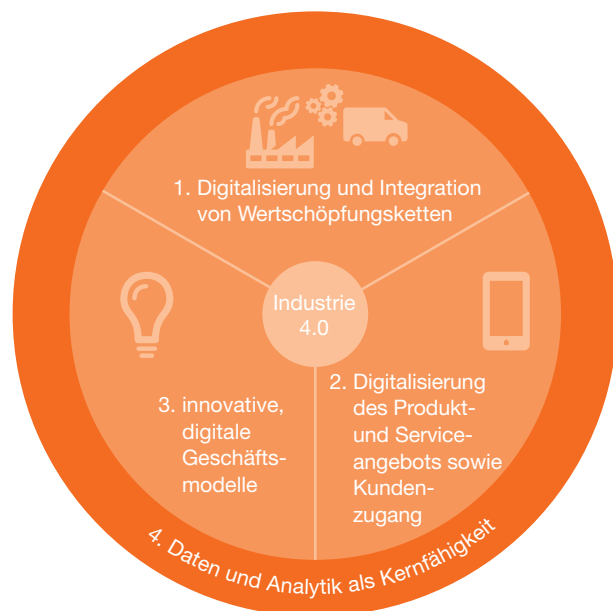 1. Digitalisierung und Integration
von Wertschöpfungsketten
Industrie
4.0
2. Digitalisierung
des Produkt-
und Service-
angebots sowie
Kunden-
zugang
3. innovative,
digitale
Geschäfts-
modelle
4. Daten und Analytik als Kernfähigkeit